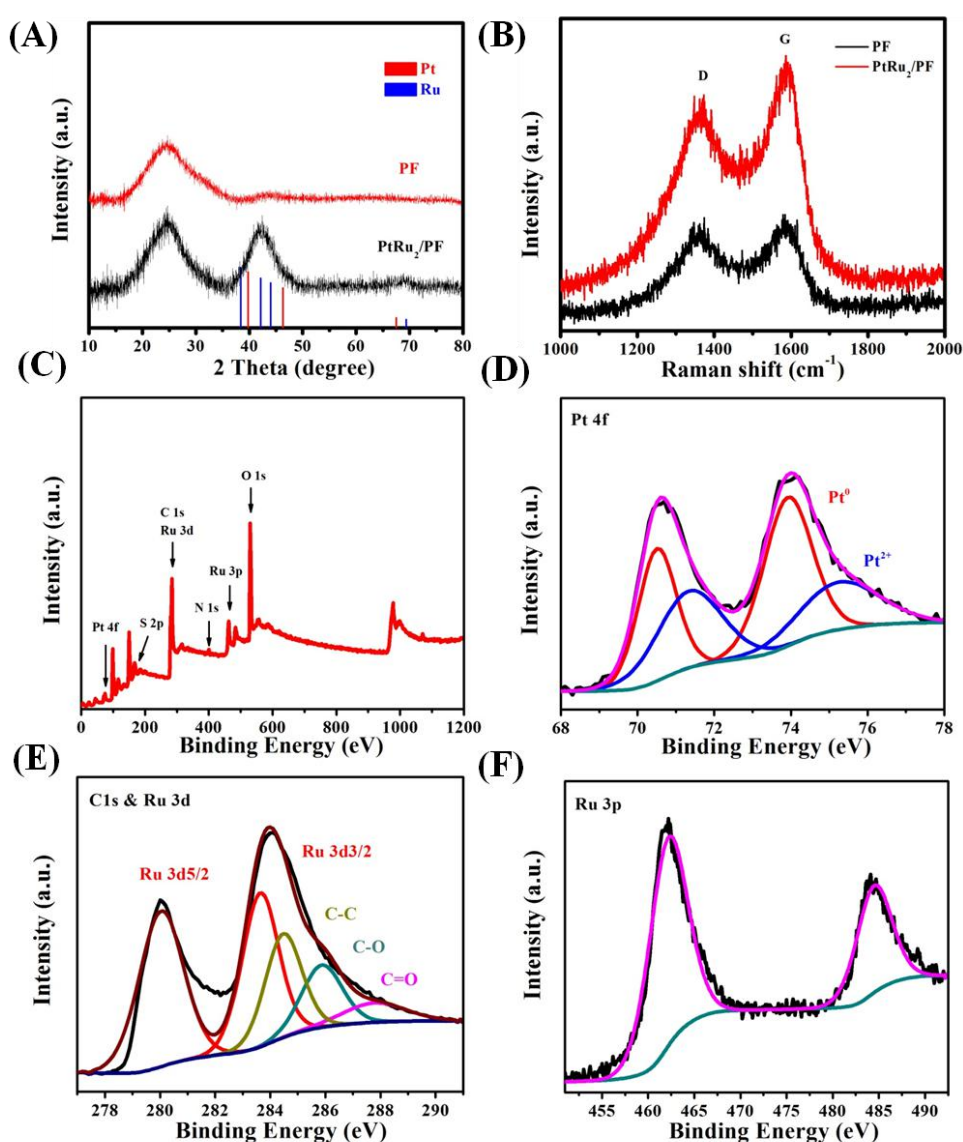 (A)
Pt
Ru
PF
PtRu₂/PF
Intensity (a.u.)
10 20 30 40 50 60 70 80
2 Theta (degree)
(B)
D
G
PF
PtRu₂/PF
Intensity (a.u.)
1000 1200 1400 1600 1800 2000
Raman shift (cm⁻¹)
(C)
O 1s
C 1s
Ru 3d
Ru 3p
N 1s
Pt 4f
S 2p
Intensity (a.u.)
0 200 400 600 800 1000 1200
Binding Energy (eV)
(D)
Pt 4f
Pt⁰
Pt²⁺
Intensity (a.u.)
68 70 72 74 76 78
Binding Energy (eV)
(E)
C1s & Ru 3d
Ru 3d5/2
Ru 3d3/2
C-C
C-O
C=O
Intensity (a.u.)
278 280 282 284 286 288 290
Binding Energy (eV)
(F)
Ru 3p
Intensity (a.u.)
455 460 465 470 475 480 485 490
Binding Energy (eV)